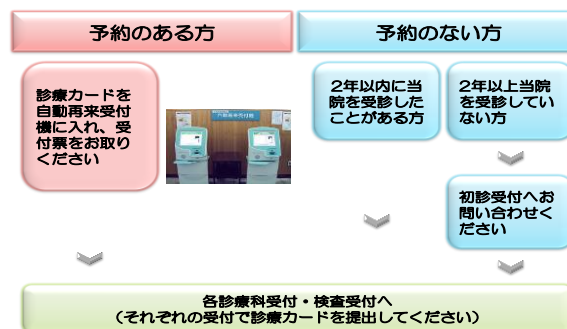 予約のある方
予約のない方
診療カードを
自動再来受付
機に入れ、受
付票をお取り
ください
2年以内に当
院を受診した
ことがある方
2年以上当院
を受診してい
ない方
初診受付へお
問い合わせく
ださい
各診療科受付・検査受付へ
（それぞれの受付で診療カードを提出してください）